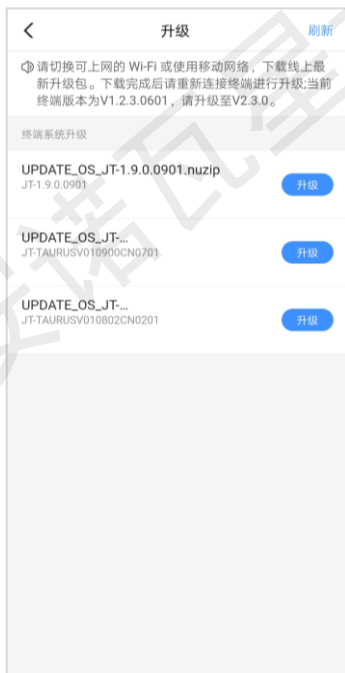 升级
刷新
请切换可上网的 Wi-Fi 或使用移动网络，下载线上最
新升级包。下载完成后请重新连接终端进行升级;当前
终端版本为V1.2.3.0601，请升级至V2.3.0。
终端系统升级
UPDATE_OS_JT-1.9.0.0901.nuzip
JT-1.9.0.0901
升级
UPDATE_OS_JT-...
JT-TAURUSV010900CN0701
升级
UPDATE_OS_JT-...
JT-TAURUSV010802CN0201
升级